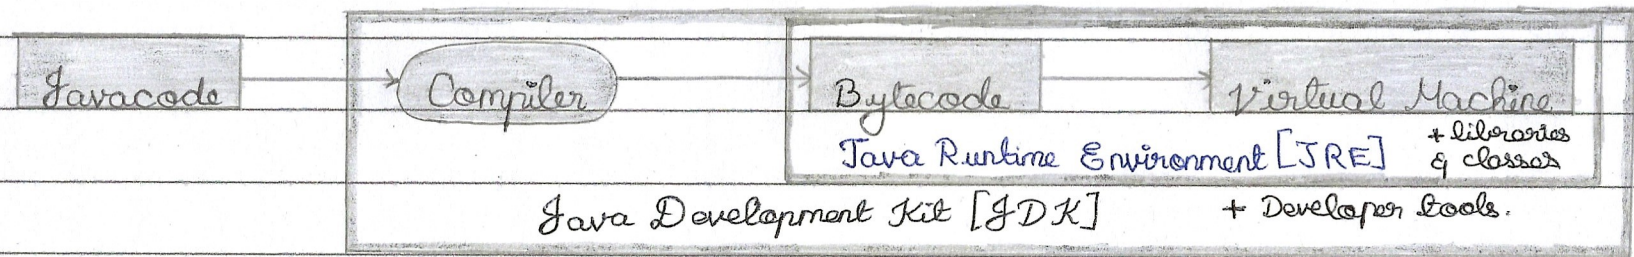 Javacode
Compiler
Bytecode
Virtual Machine
Java Runtime Environment [JRE]
+ libraries
& classes
Java Development Kit [JDK]
+ Developer tools.